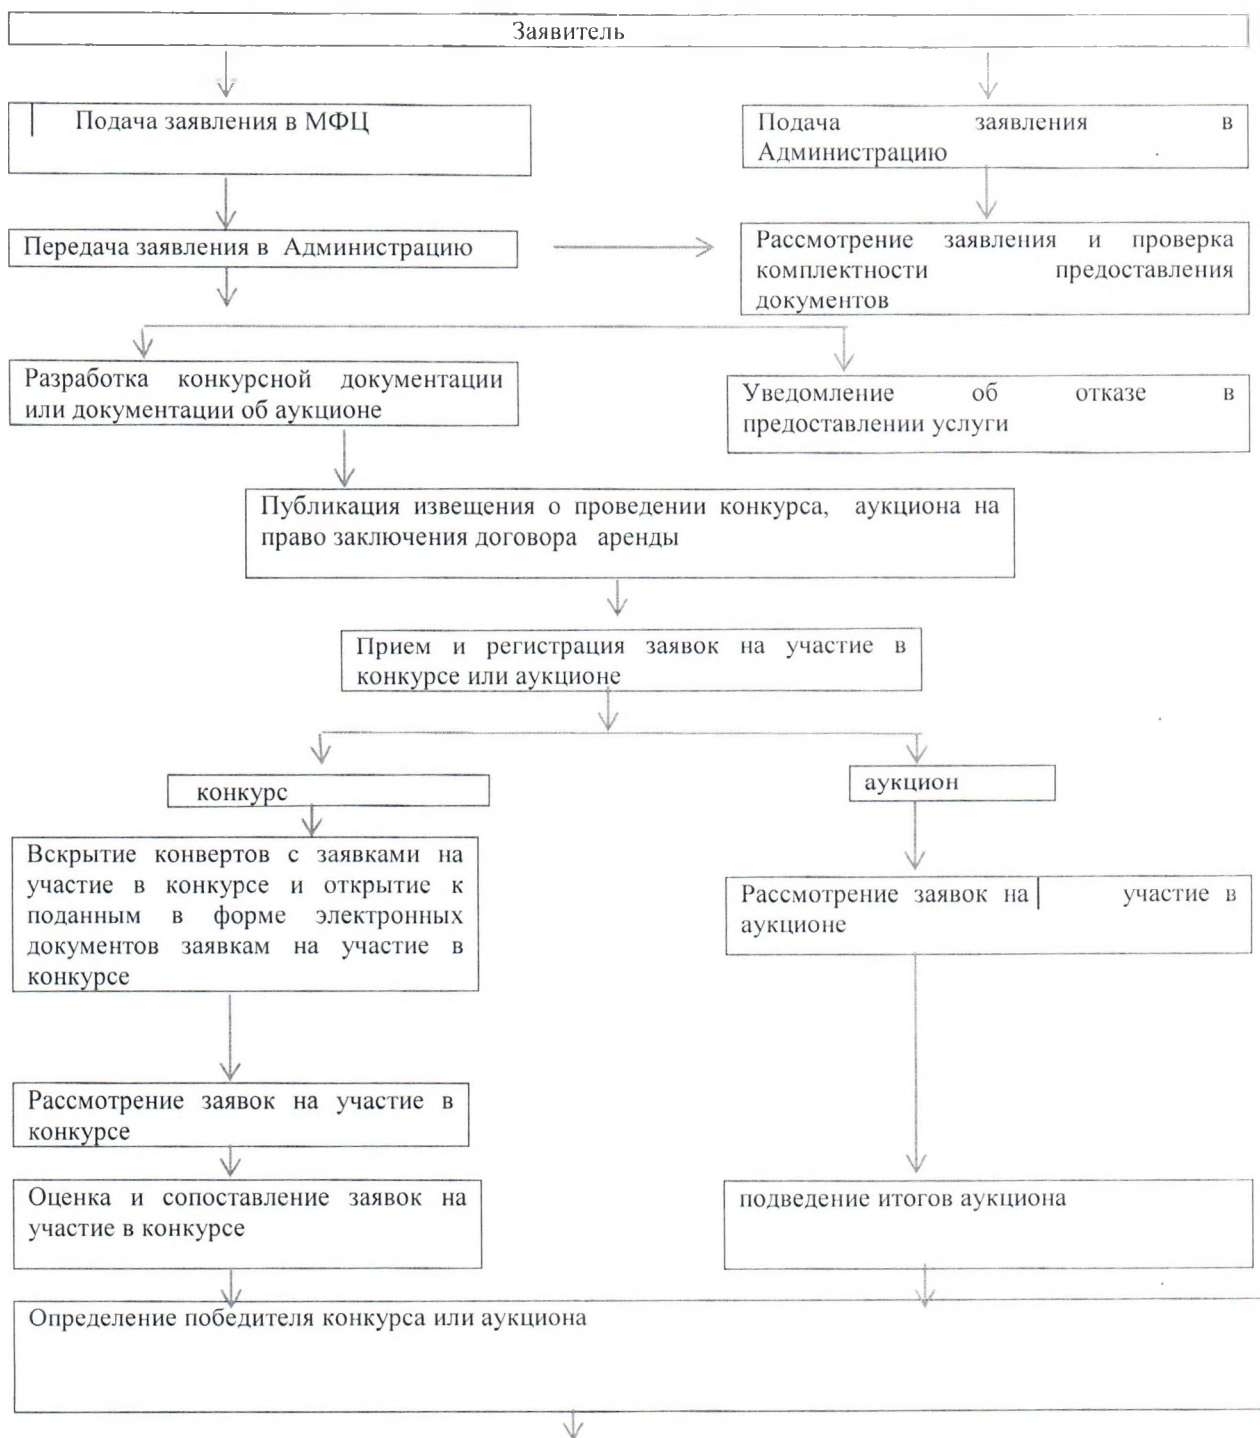 Заявитель
Подача заявления в МФЦ
Подача заявления в
Администрацию
Передача заявления в Администрацию
Рассмотрение заявления и проверка
комплектности предоставления
документов
Разработка конкурсной документации
или документации об аукционе
Уведомление об отказе в
предоставлении услуги
Публикация извещения о проведении конкурса, аукциона на
право заключения договора аренды
Прием и регистрация заявок на участие в
конкурсе или аукционе
конкурс
аукцион
Вскрытие конвертов с заявками на
участие в конкурсе и открытие к
поданным в форме электронных
документов заявкам на участие в
конкурсе
Рассмотрение заявок на участие в
аукционе
Рассмотрение заявок на участие в
конкурсе
Оценка и сопоставление заявок на
участие в конкурсе
подведение итогов аукциона
Определение победителя конкурса или аукциона